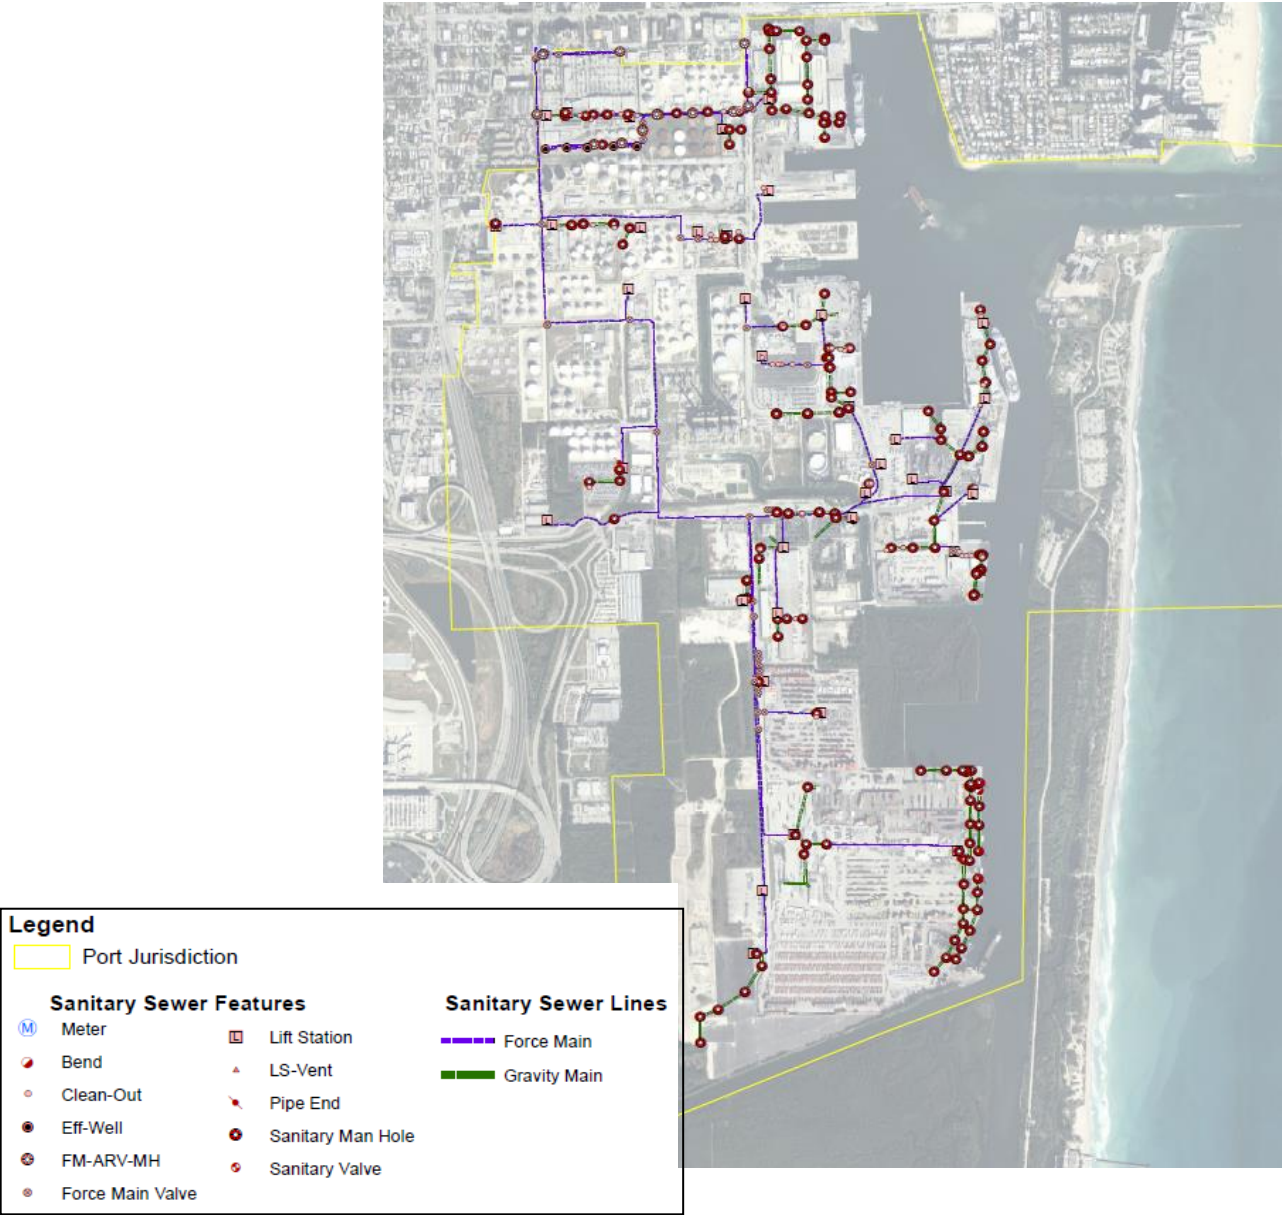 Legend
Port Jurisdiction
Sanitary Sewer Features
M Meter
Bend
Clean-Out
Eff-Well
FM-ARV-MH
Force Main Valve
L Lift Station
LS-Vent
Pipe End
Sanitary Man Hole
Sanitary Valve
Sanitary Sewer Lines
Force Main
Gravity Main